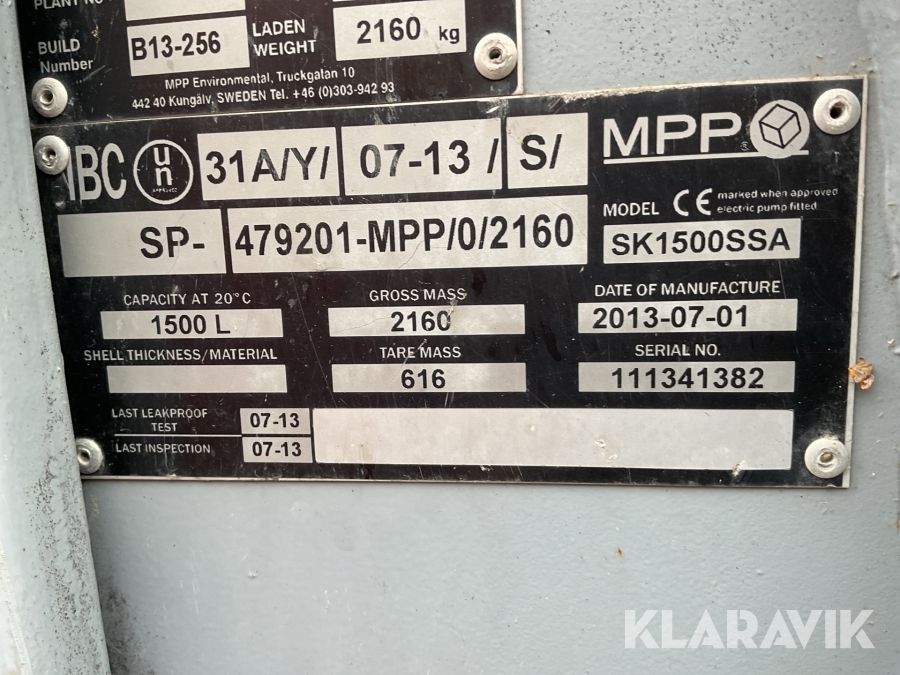 PLANT NO
BUILD Number B13-256 LADEN WEIGHT 2160 kg
MPP Environmental, Truckgatan 10
442 40 Kungälv, SWEDEN Tel. +46 (0)303-942 93
IBC un 31A/Y/ 07-13 / S/ MPP
SP- 479201-MPP/0/2160
MODEL CE marked when approved electric pump fitted
SK1500SSA
CAPACITY AT 20°C GROSS MASS DATE OF MANUFACTURE
1500 L 2160 2013-07-01
SHELL THICKNESS/MATERIAL TARE MASS SERIAL NO.
616 111341382
LAST LEAKPROOF TEST 07-13
LAST INSPECTION 07-13
KLARAVIK